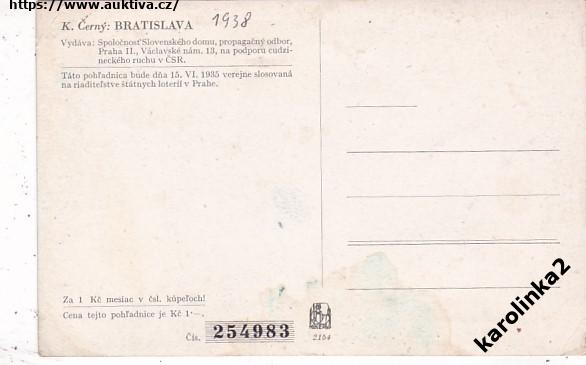 https://www.auktiva.cz/
1938
K. Černý: BRATISLAVA
Vydáva: Spoločnosť Slovenského domu, propagačný odbor,
Praha II., Václavské nám. 13, na podporu cudzi-
neckého ruchu v ČSR.
Táto pohľadnica bude dňa 15. VI. 1935 verejne slosovaná
na riaditeľstve štátnych loterií v Prahe.
Za 1 Kč mesiac v čsl. kúpeľoch!
Cena tejto pohľadnice je Kč 1·—.
Čís. 254983
2154
karolinka2